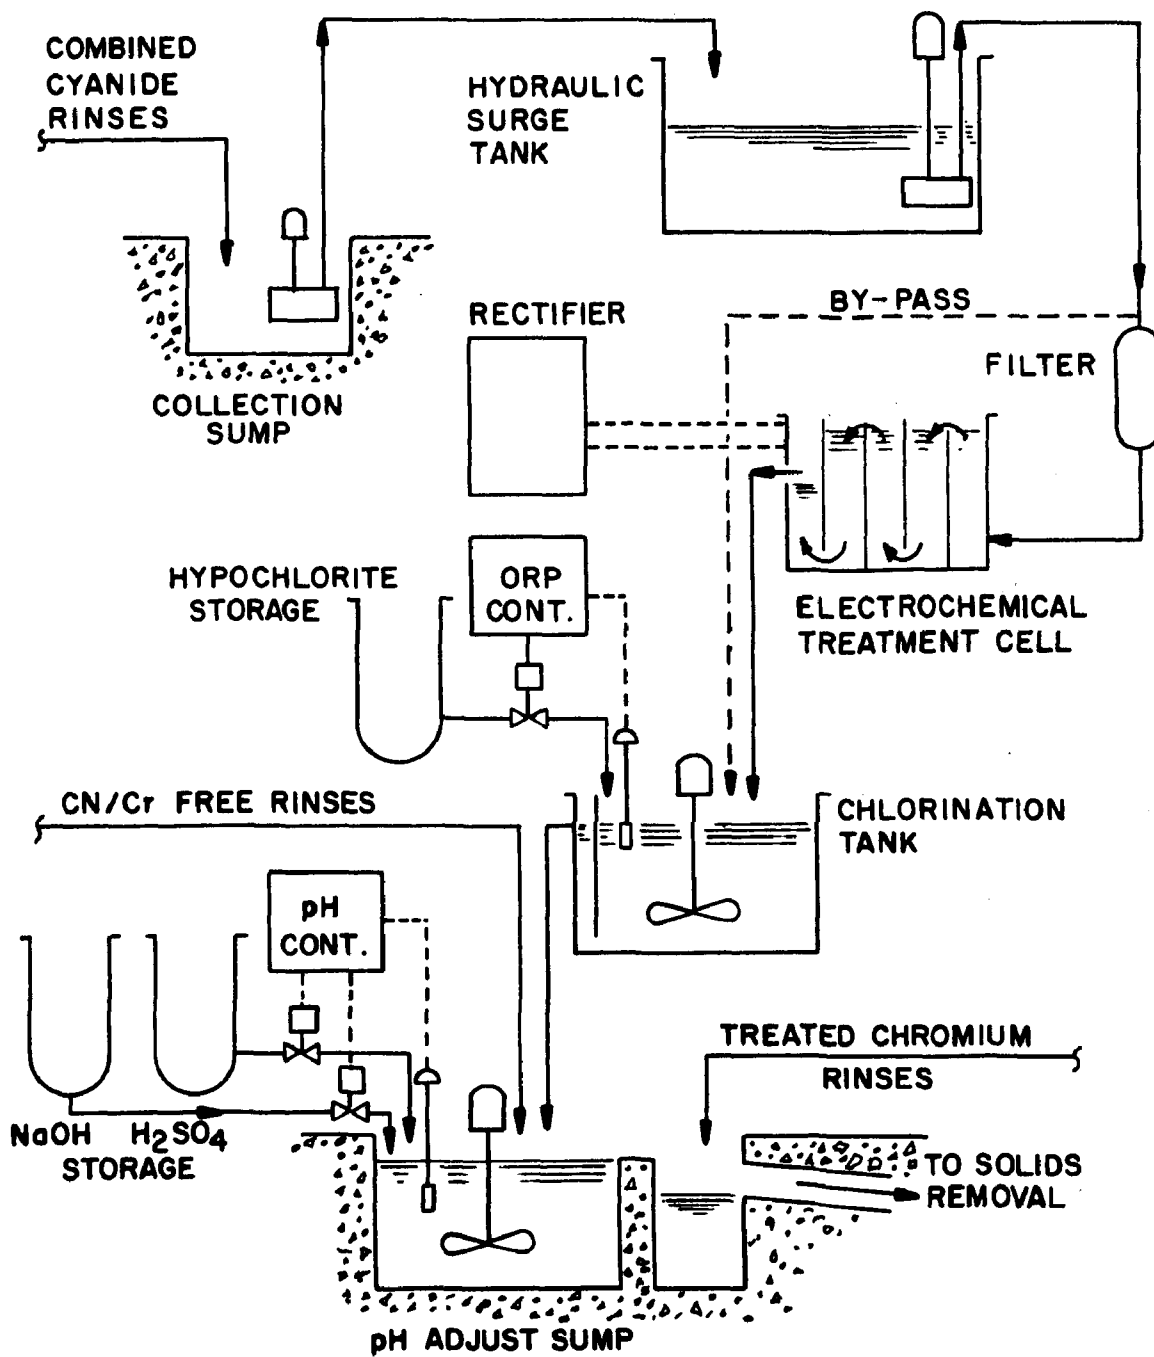 COMBINED
CYANIDE
RINSES
HYDRAULIC
SURGE
TANK
COLLECTION
SUMP
RECTIFIER
BY-PASS
FILTER
ELECTROCHEMICAL
TREATMENT CELL
HYPOCHLORITE
STORAGE
ORP
CONT.
CN/Cr FREE RINSES
CHLORINATION
TANK
pH
CONT.
NaOH H₂SO₄
STORAGE
TREATED CHROMIUM
RINSES
TO SOLIDS
REMOVAL
pH ADJUST SUMP